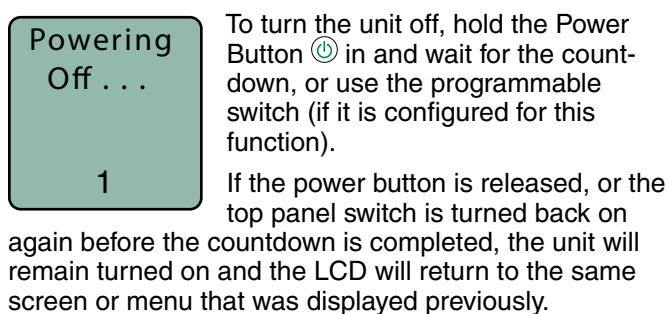 Powering
Off . . .
1
To turn the unit off, hold the Power
Button in and wait for the count-
down, or use the programmable
switch (if it is configured for this
function).
If the power button is released, or the
top panel switch is turned back on
again before the countdown is completed, the unit will
remain turned on and the LCD will return to the same
screen or menu that was displayed previously.